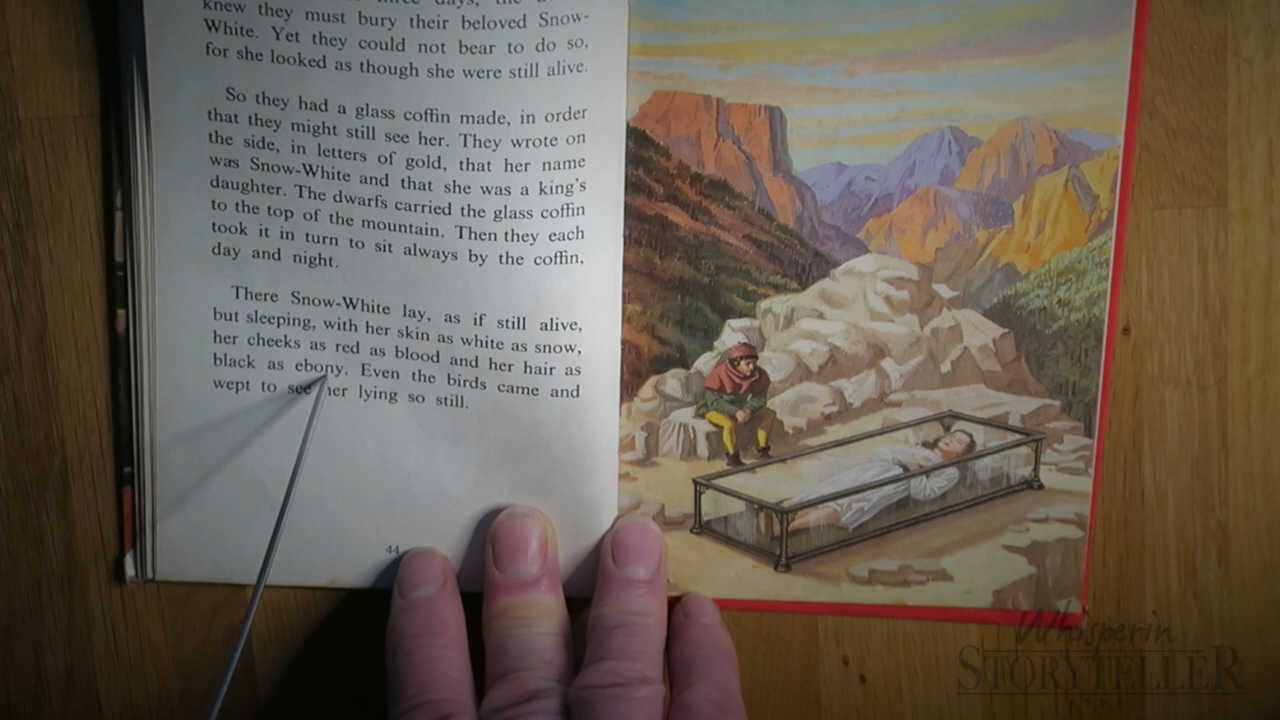 knew they must bury their beloved Snow-
White. Yet they could not bear to do so,
for she looked as though she were still alive.
So they had a glass coffin made, in order
that they might still see her. They wrote on
the side, in letters of gold, that her name
was Snow-White and that she was a king's
daughter. The dwarfs carried the glass coffin
to the top of the mountain. Then they each
took it in turn to sit always by the coffin,
day and night.
There Snow-White lay, as if still alive,
but sleeping, with her skin as white as snow,
her cheeks as red as blood and her hair as
black as ebony. Even the birds came and
wept to see her lying so still.
44
Whisperin
STORYTELLER